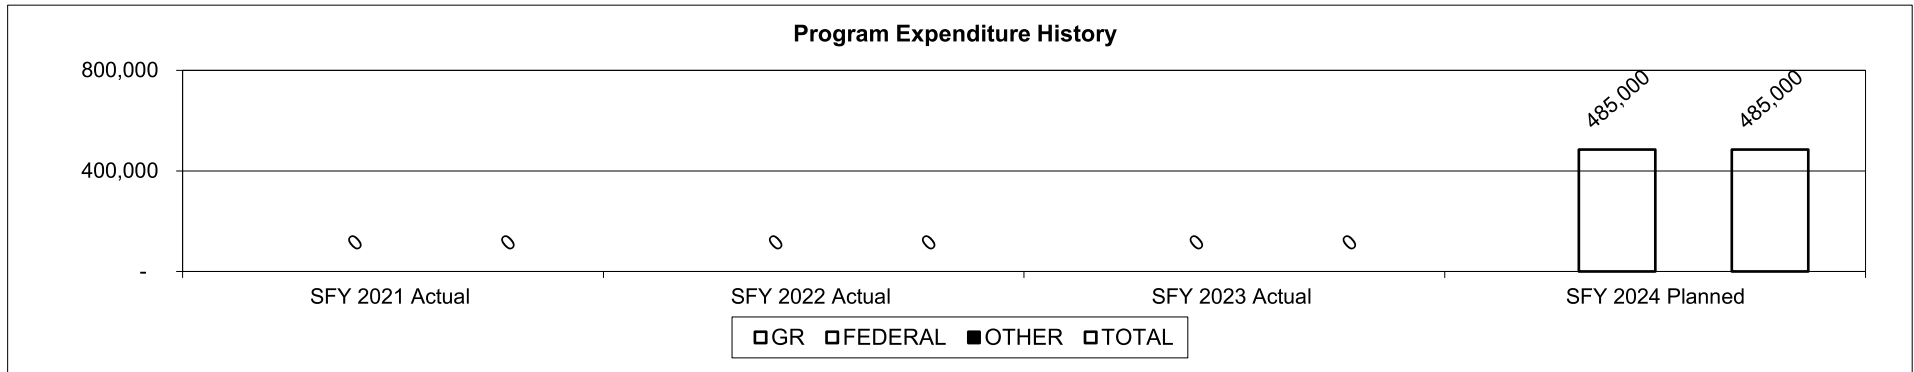 Program Expenditure History
800,000
400,000
-
485,000 485,000
0 0 0 0 0 0
SFY 2021 Actual SFY 2022 Actual SFY 2023 Actual SFY 2024 Planned
GR FEDERAL OTHER TOTAL